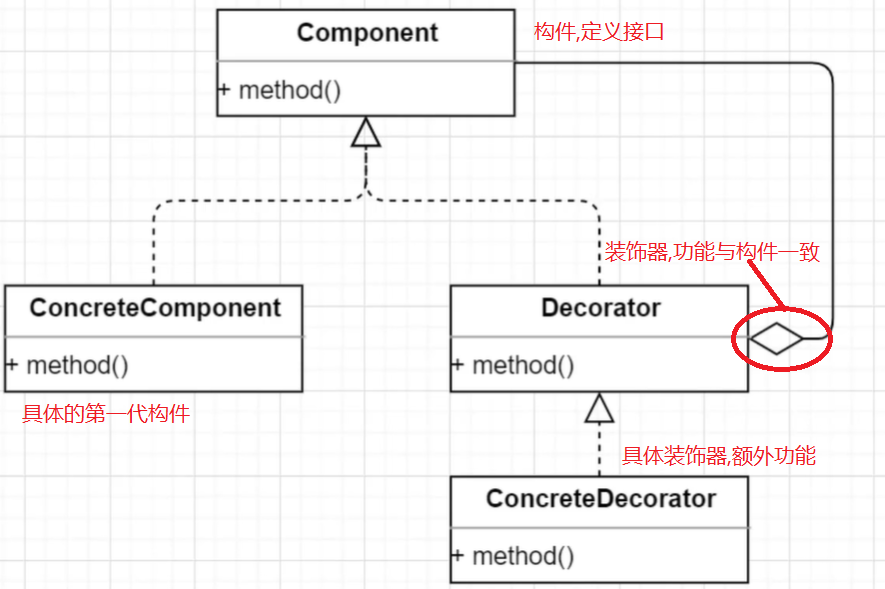 Component
构件,定义接口
+ method()
装饰器,功能与构件一致
ConcreteComponent
Decorator
+ method()
+ method()
具体的第一代构件
具体装饰器,额外功能
ConcreteDecorator
+ method()